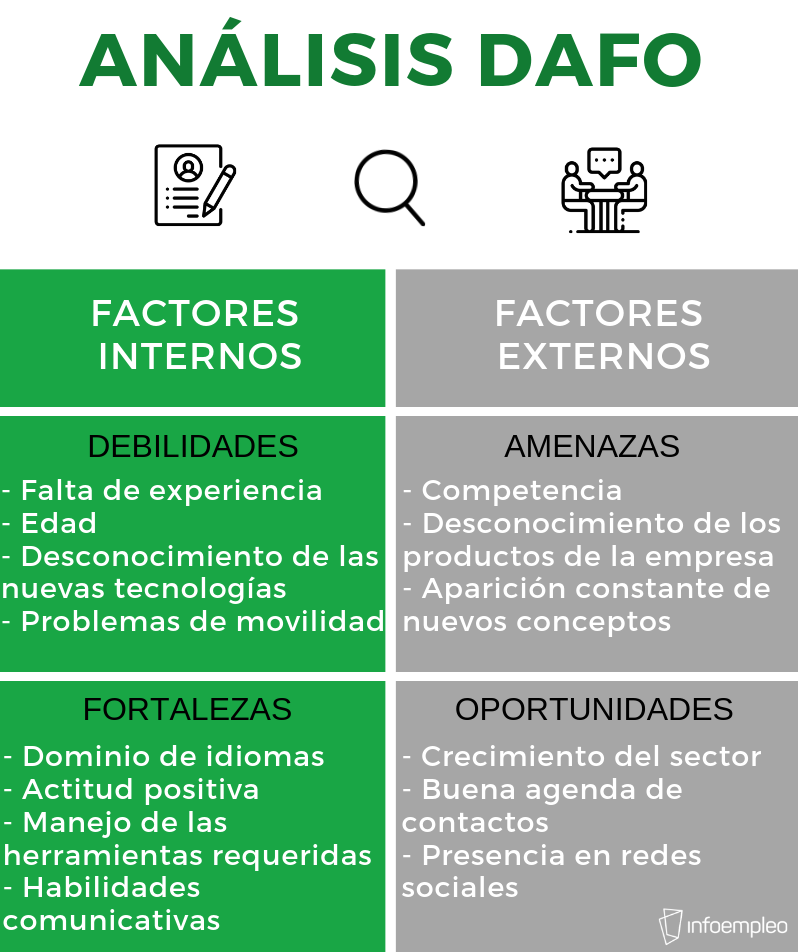 ANÁLISIS DAFO
FACTORES
INTERNOS
FACTORES
EXTERNOS
DEBILIDADES
- Falta de experiencia
- Edad
- Desconocimiento de las
nuevas tecnologías
- Problemas de movilidad
AMENAZAS
- Competencia
- Desconocimiento de los
productos de la empresa
- Aparición constante de
nuevos conceptos
FORTALEZAS
- Dominio de idiomas
- Actitud positiva
- Manejo de las
herramientas requeridas
- Habilidades
comunicativas
OPORTUNIDADES
- Crecimiento del sector
- Buena agenda de
contactos
- Presencia en redes
sociales
infoempleo